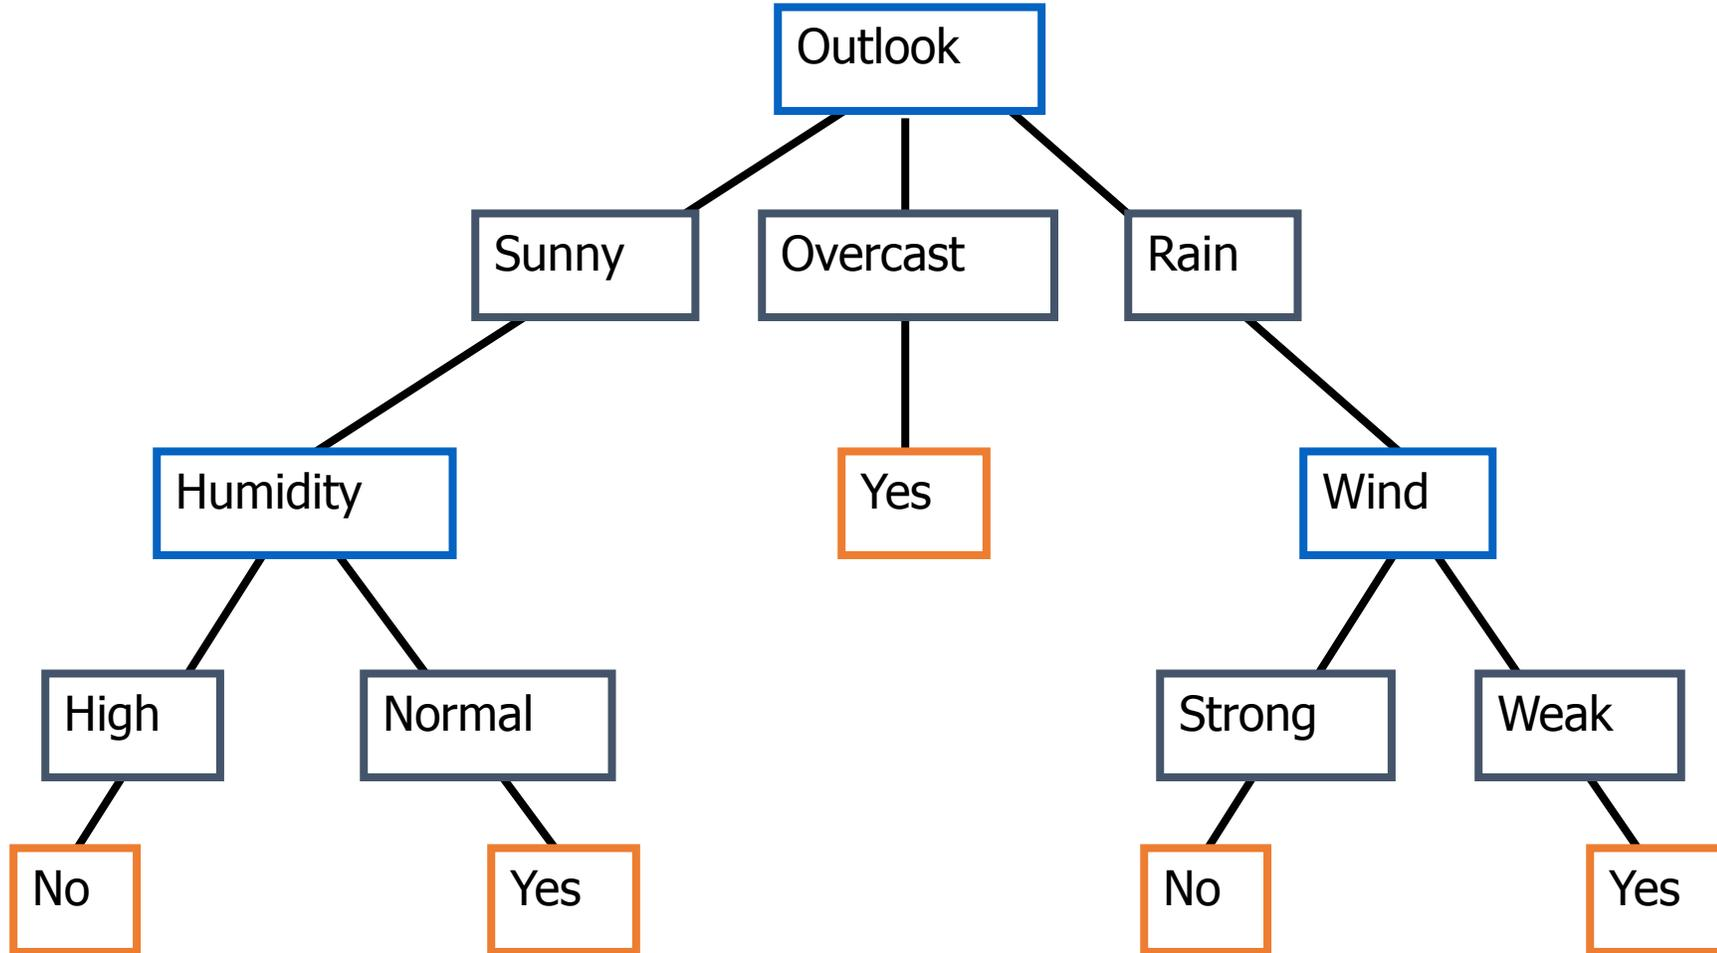 Outlook
Sunny
Overcast
Rain
Humidity
Yes
Wind
High
Normal
Strong
Weak
No
Yes
No
Yes